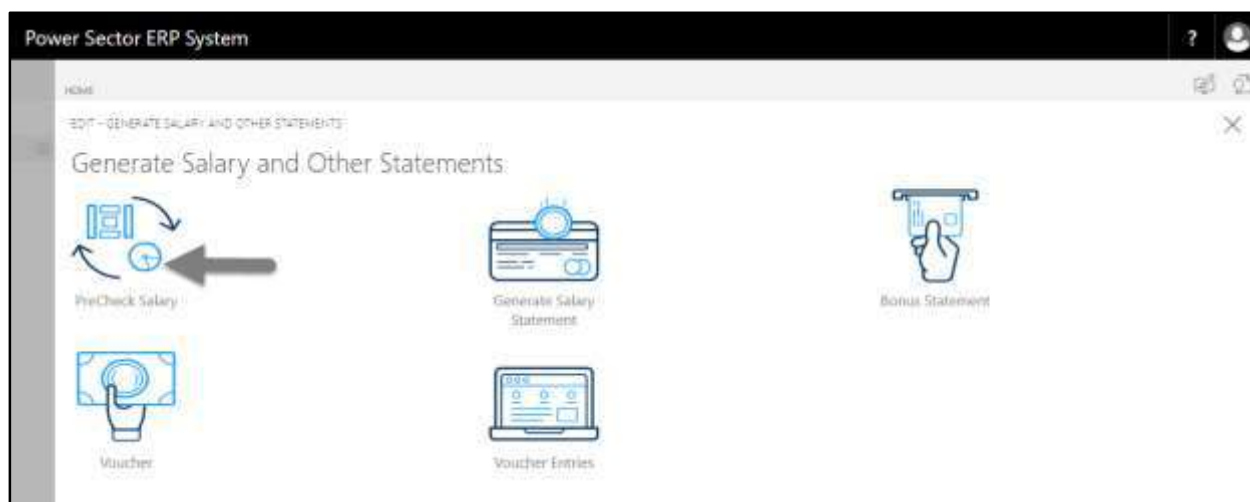 Power Sector ERP System
?
HOME
EDIT - GENERATE SALARY AND OTHER STATEMENTS
Generate Salary and Other Statements
PreCheck Salary
Generate Salary
Statement
Bonus Statement
Voucher
Voucher Entries